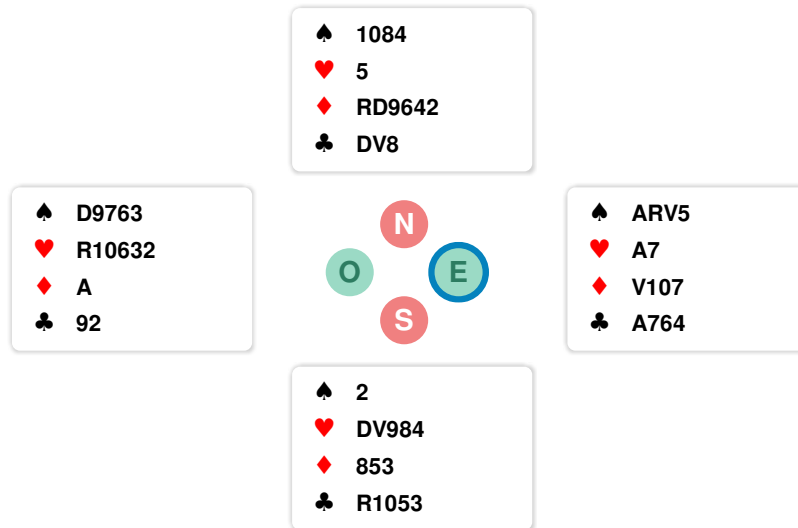 ♠ 1084
♥ 5
♦ RD9642
♣ DV8
♠ D9763
♥ R10632
♦ A
♣ 92
N
O E
S
♠ ARV5
♥ A7
♦ V107
♣ A764
♠ 2
♥ DV984
♦ 853
♣ R1053